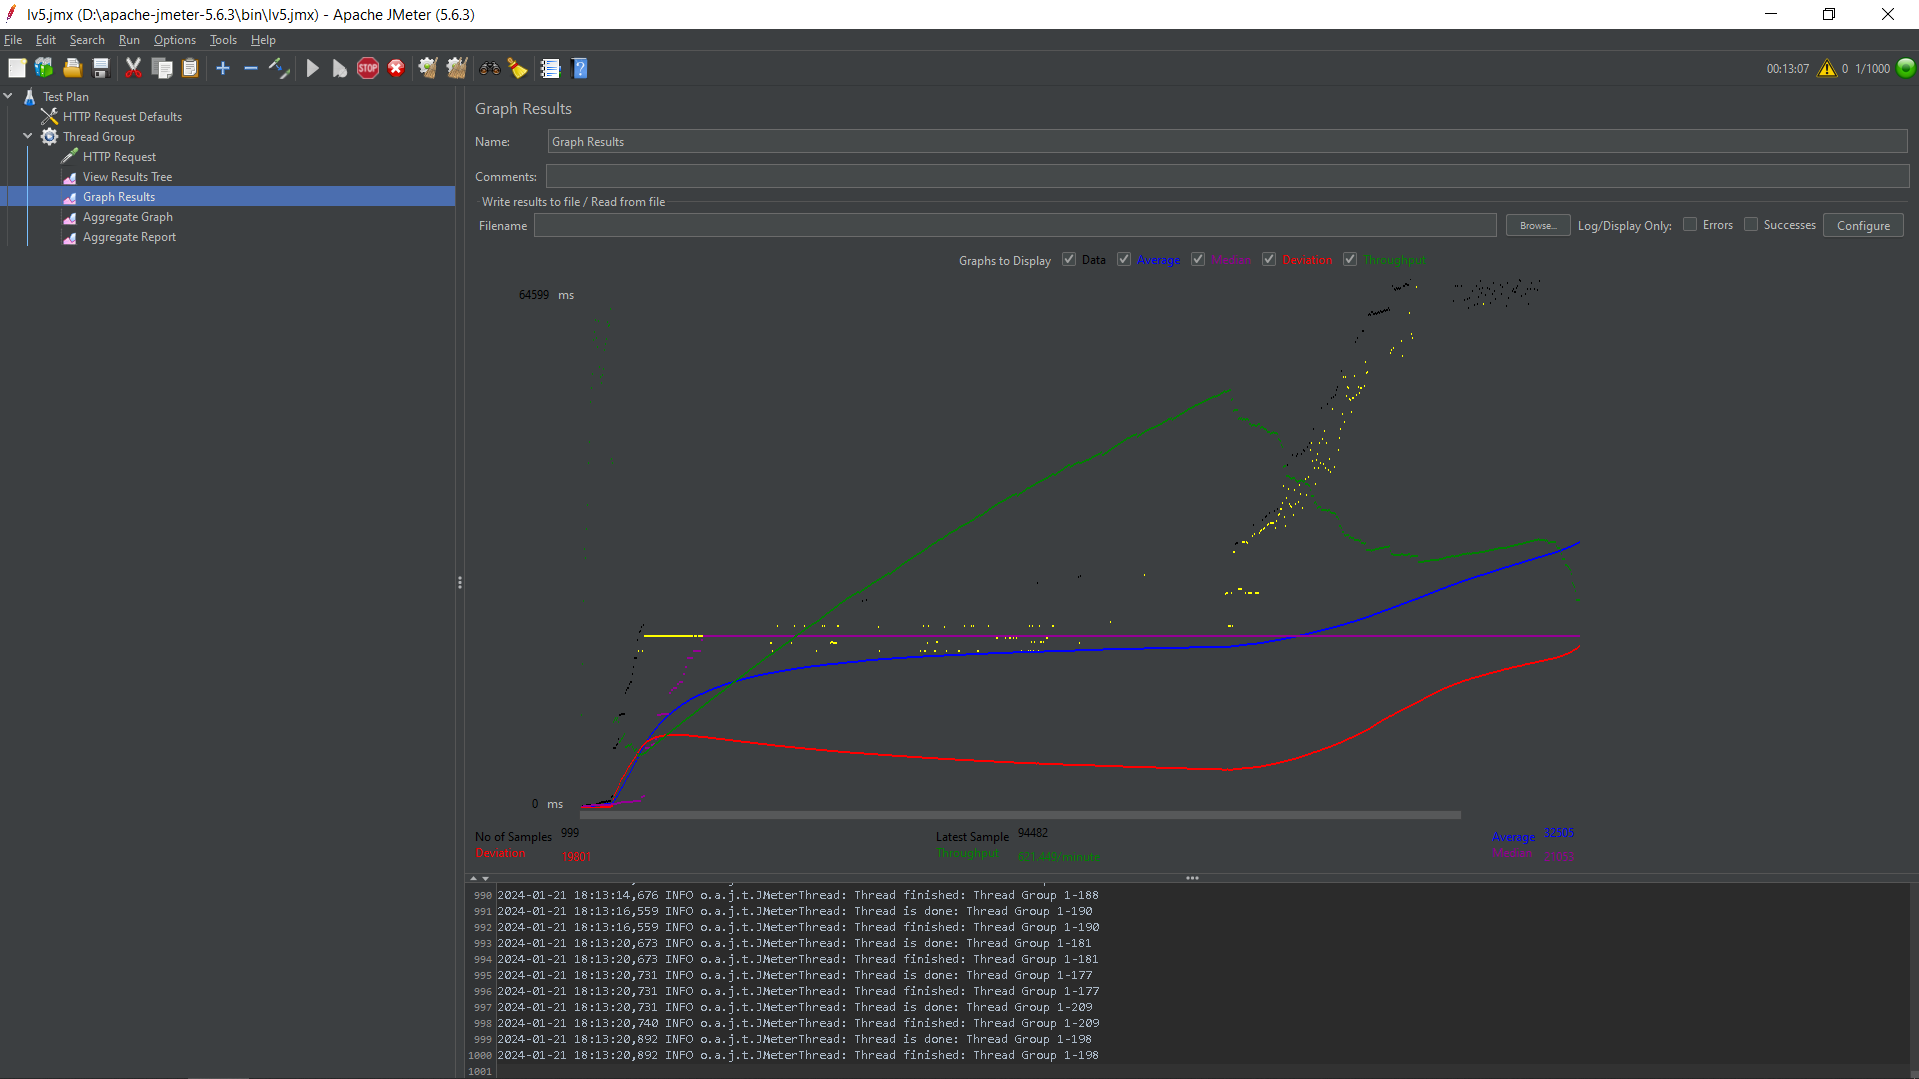 lv5.jmx (D:\apache-jmeter-5.6.3\bin\lv5.jmx) - Apache JMeter (5.6.3)
File Edit Search Run Options Tools Help
STOP
00:13:07 0 1/1000
Test Plan
HTTP Request Defaults
Thread Group
HTTP Request
View Results Tree
Graph Results
Aggregate Graph
Aggregate Report
Graph Results
Name: Graph Results
Comments:
Write results to file / Read from file
Filename Browse... Log/Display Only: Errors Successes Configure
Graphs to Display Data Average Median Deviation Throughput
64599 ms
0 ms
No of Samples 999 Latest Sample 94482 Average 32505
Deviation 19801 Throughput 621.449/minute Median
990 2024-01-21 18:13:14,676 INFO o.a.j.t.JMeterThread: Thread finished: Thread Group 1-188
991 2024-01-21 18:13:16,559 INFO o.a.j.t.JMeterThread: Thread is done: Thread Group 1-190
992 2024-01-21 18:13:16,559 INFO o.a.j.t.JMeterThread: Thread finished: Thread Group 1-190
993 2024-01-21 18:13:20,673 INFO o.a.j.t.JMeterThread: Thread is done: Thread Group 1-181
994 2024-01-21 18:13:20,673 INFO o.a.j.t.JMeterThread: Thread finished: Thread Group 1-181
995 2024-01-21 18:13:20,731 INFO o.a.j.t.JMeterThread: Thread is done: Thread Group 1-177
996 2024-01-21 18:13:20,731 INFO o.a.j.t.JMeterThread: Thread finished: Thread Group 1-177
997 2024-01-21 18:13:20,731 INFO o.a.j.t.JMeterThread: Thread is done: Thread Group 1-209
998 2024-01-21 18:13:20,740 INFO o.a.j.t.JMeterThread: Thread finished: Thread Group 1-209
999 2024-01-21 18:13:20,892 INFO o.a.j.t.JMeterThread: Thread is done: Thread Group 1-198
1000 2024-01-21 18:13:20,892 INFO o.a.j.t.JMeterThread: Thread finished: Thread Group 1-198
1001